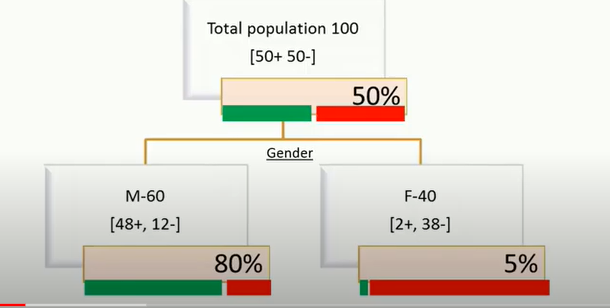 Total population 100
[50+ 50-]
50%
Gender
M-60
[48+, 12-]
80%
F-40
[2+, 38-]
5%